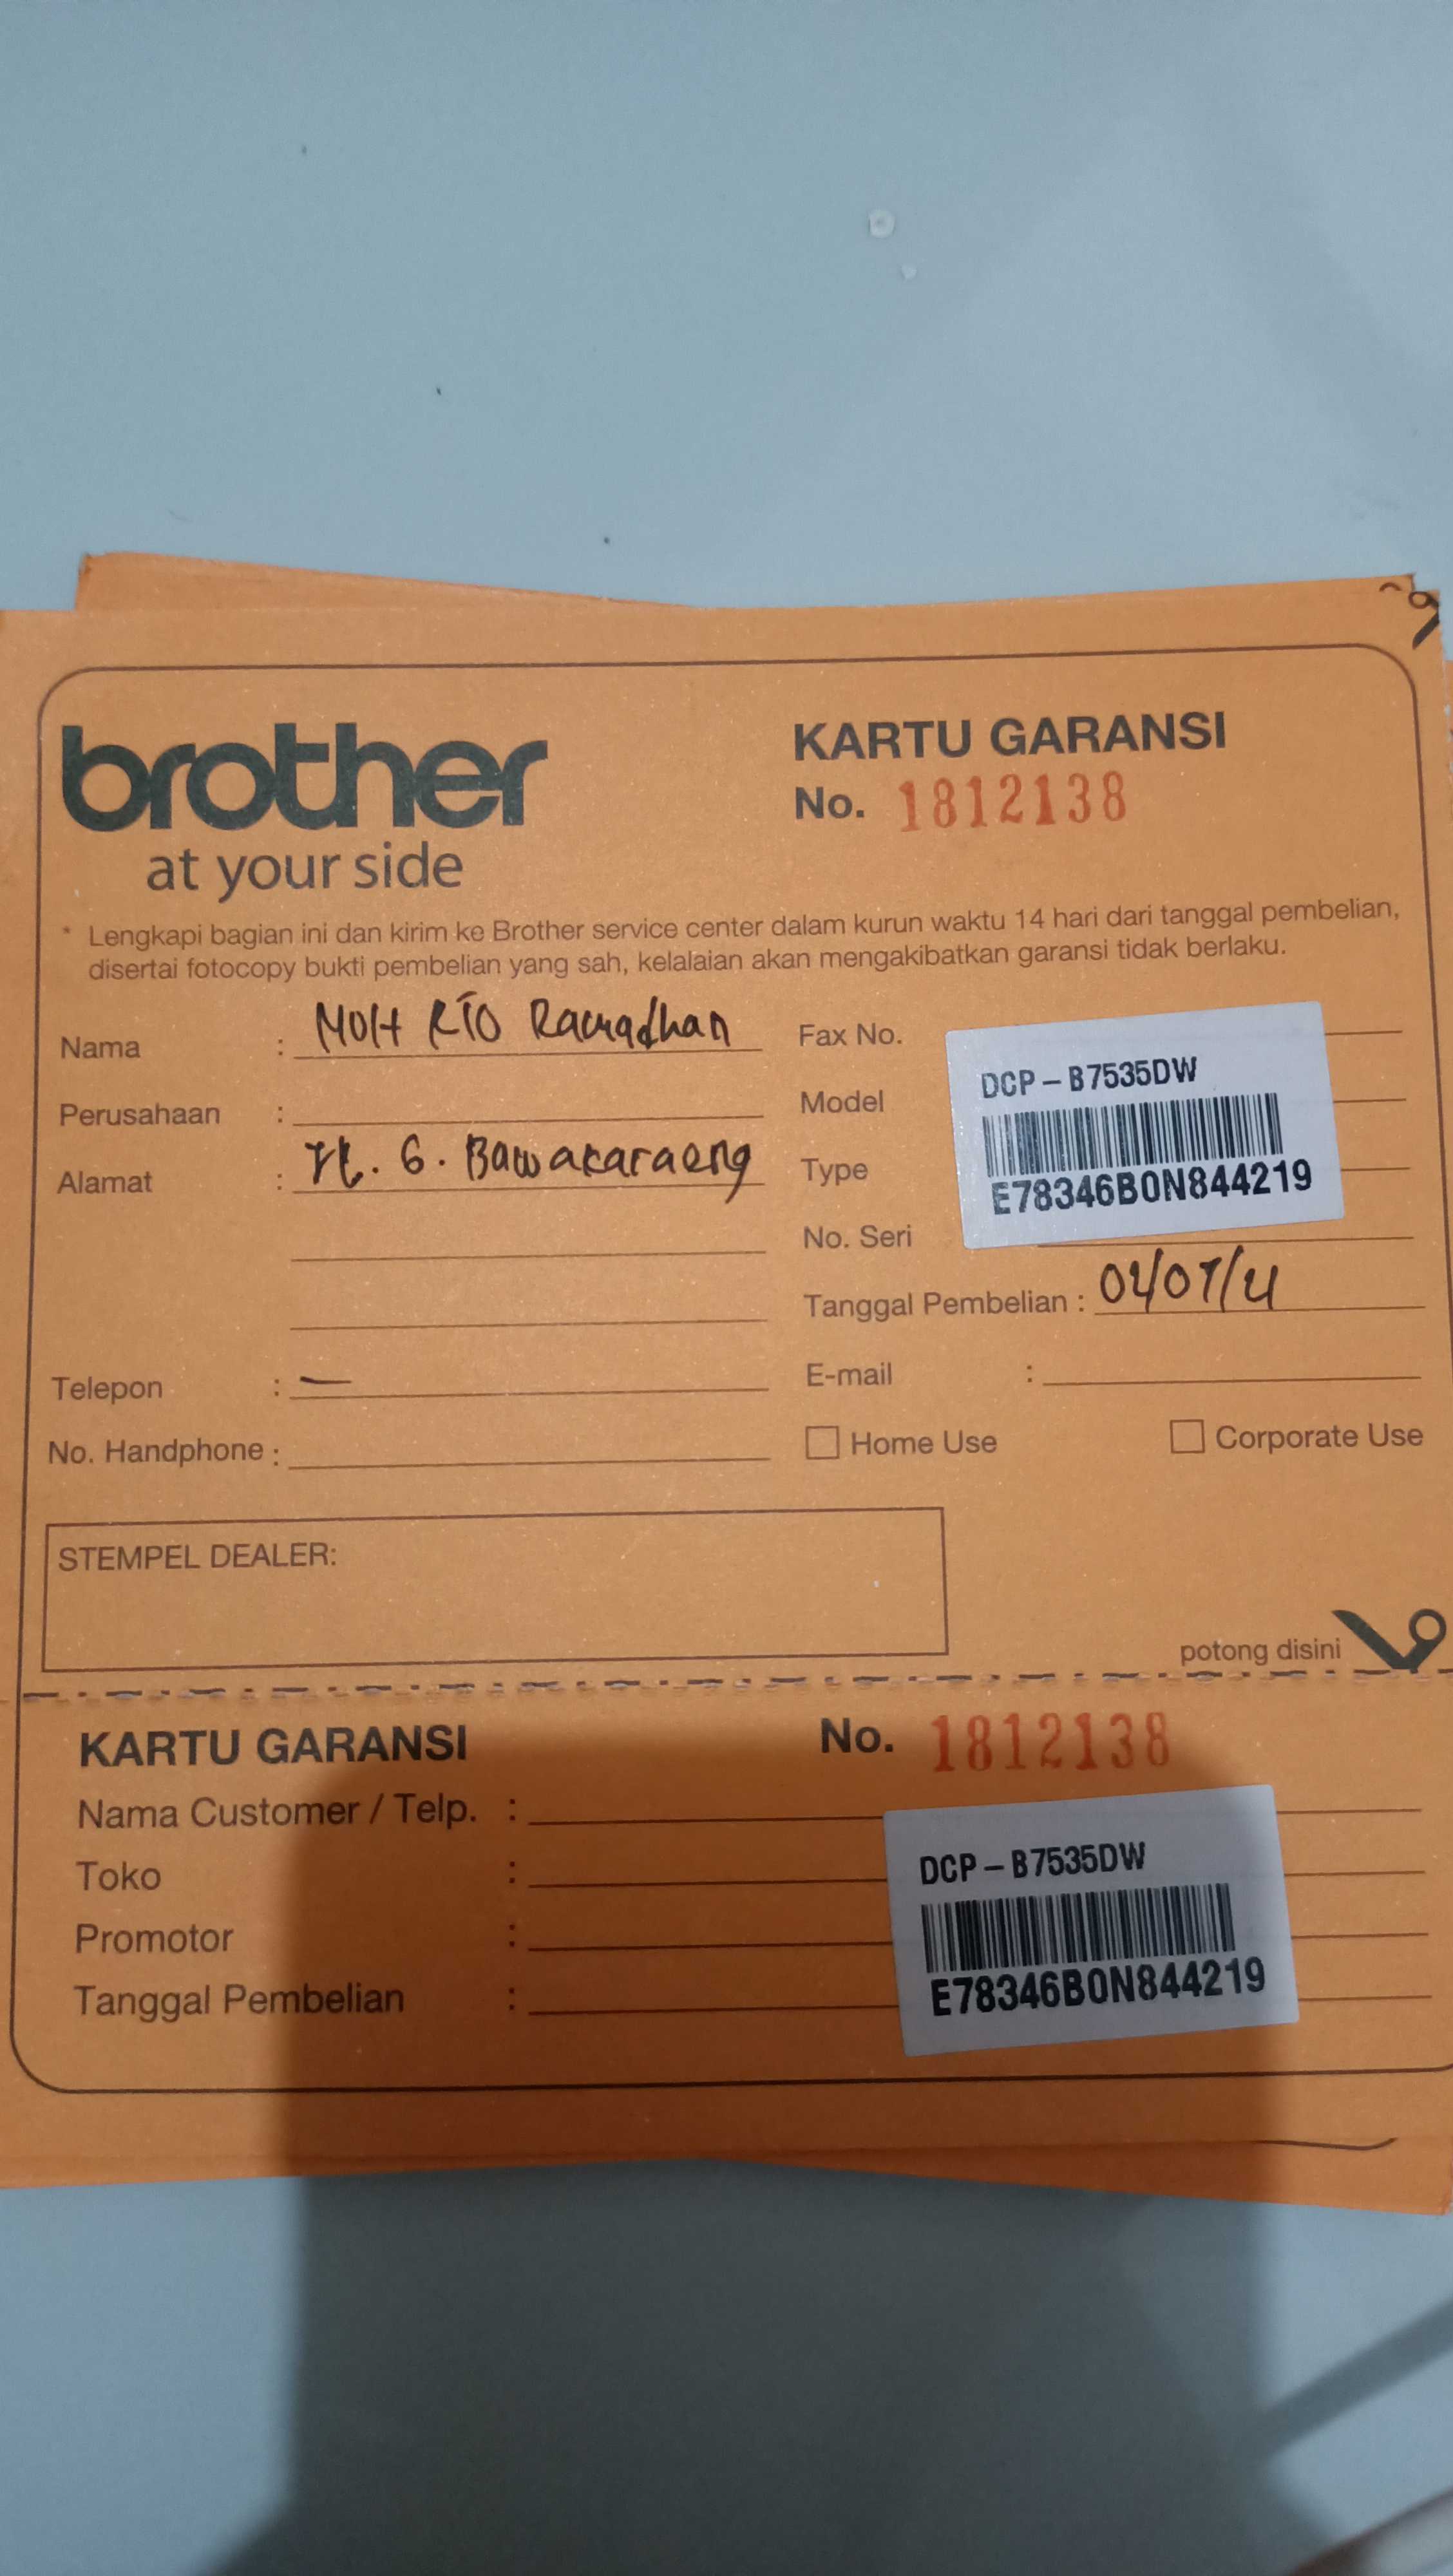 brother
at your side
KARTU GARANSI
No. 1812138
* Lengkapi bagian ini dan kirim ke Brother service center dalam kurun waktu 14 hari dari tanggal pembelian,
disertai fotocopy bukti pembelian yang sah, kelalaian akan mengakibatkan garansi tidak berlaku.
Nama : MOH RIO Ramadhan
Perusahaan :
Alamat : Jl. G. Bawakaraeng
Telepon : —
No. Handphone :
Fax No.
Model
Type
No. Seri
DCP - B7535DW
E78346B0N844219
Tanggal Pembelian :
E-mail :
Home Use
Corporate Use
STEMPEL DEALER:
potong disini
KARTU GARANSI
No. 1812138
Nama Customer / Telp. :
Toko :
Promotor :
Tanggal Pembelian :
DCP - B7535DW
E78346B0N844219